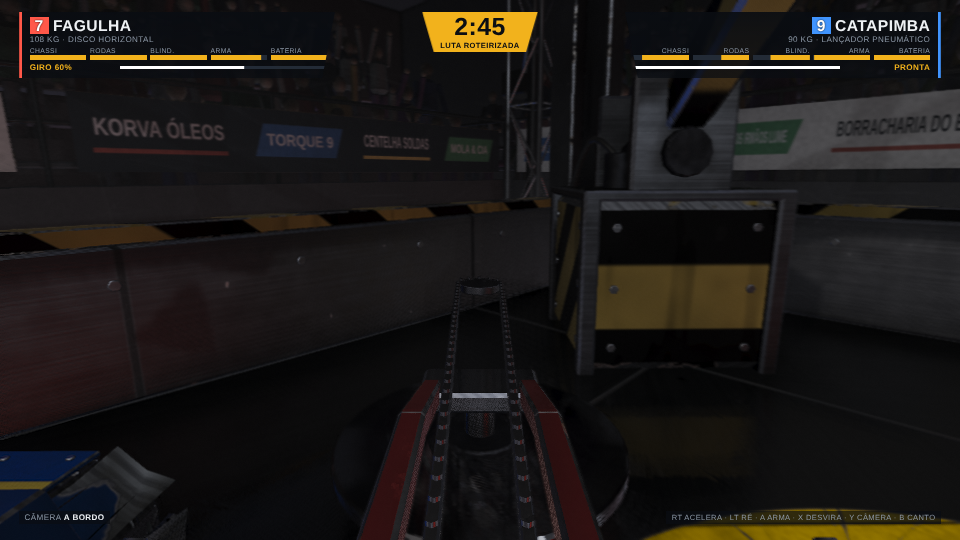 7 FAGULHA
108 KG · DISCO HORIZONTAL
CHASSI RODAS BLIND. ARMA BATERIA
GIRO 60%
2:45
LUTA ROTEIRIZADA
9 CATAPIMBA
90 KG · LANÇADOR PNEUMÁTICO
CHASSI RODAS BLIND. ARMA BATERIA
PRONTA
KORVA ÓLEOS
TORQUE 9
CENTELHA SOLDAS
MOLA & CIA
BORRACHARIA DO
CÂMERA A BORDO
RT ACELERA · LT RÉ · A ARMA · X DESVIRA · Y CÂMERA · B CANTO